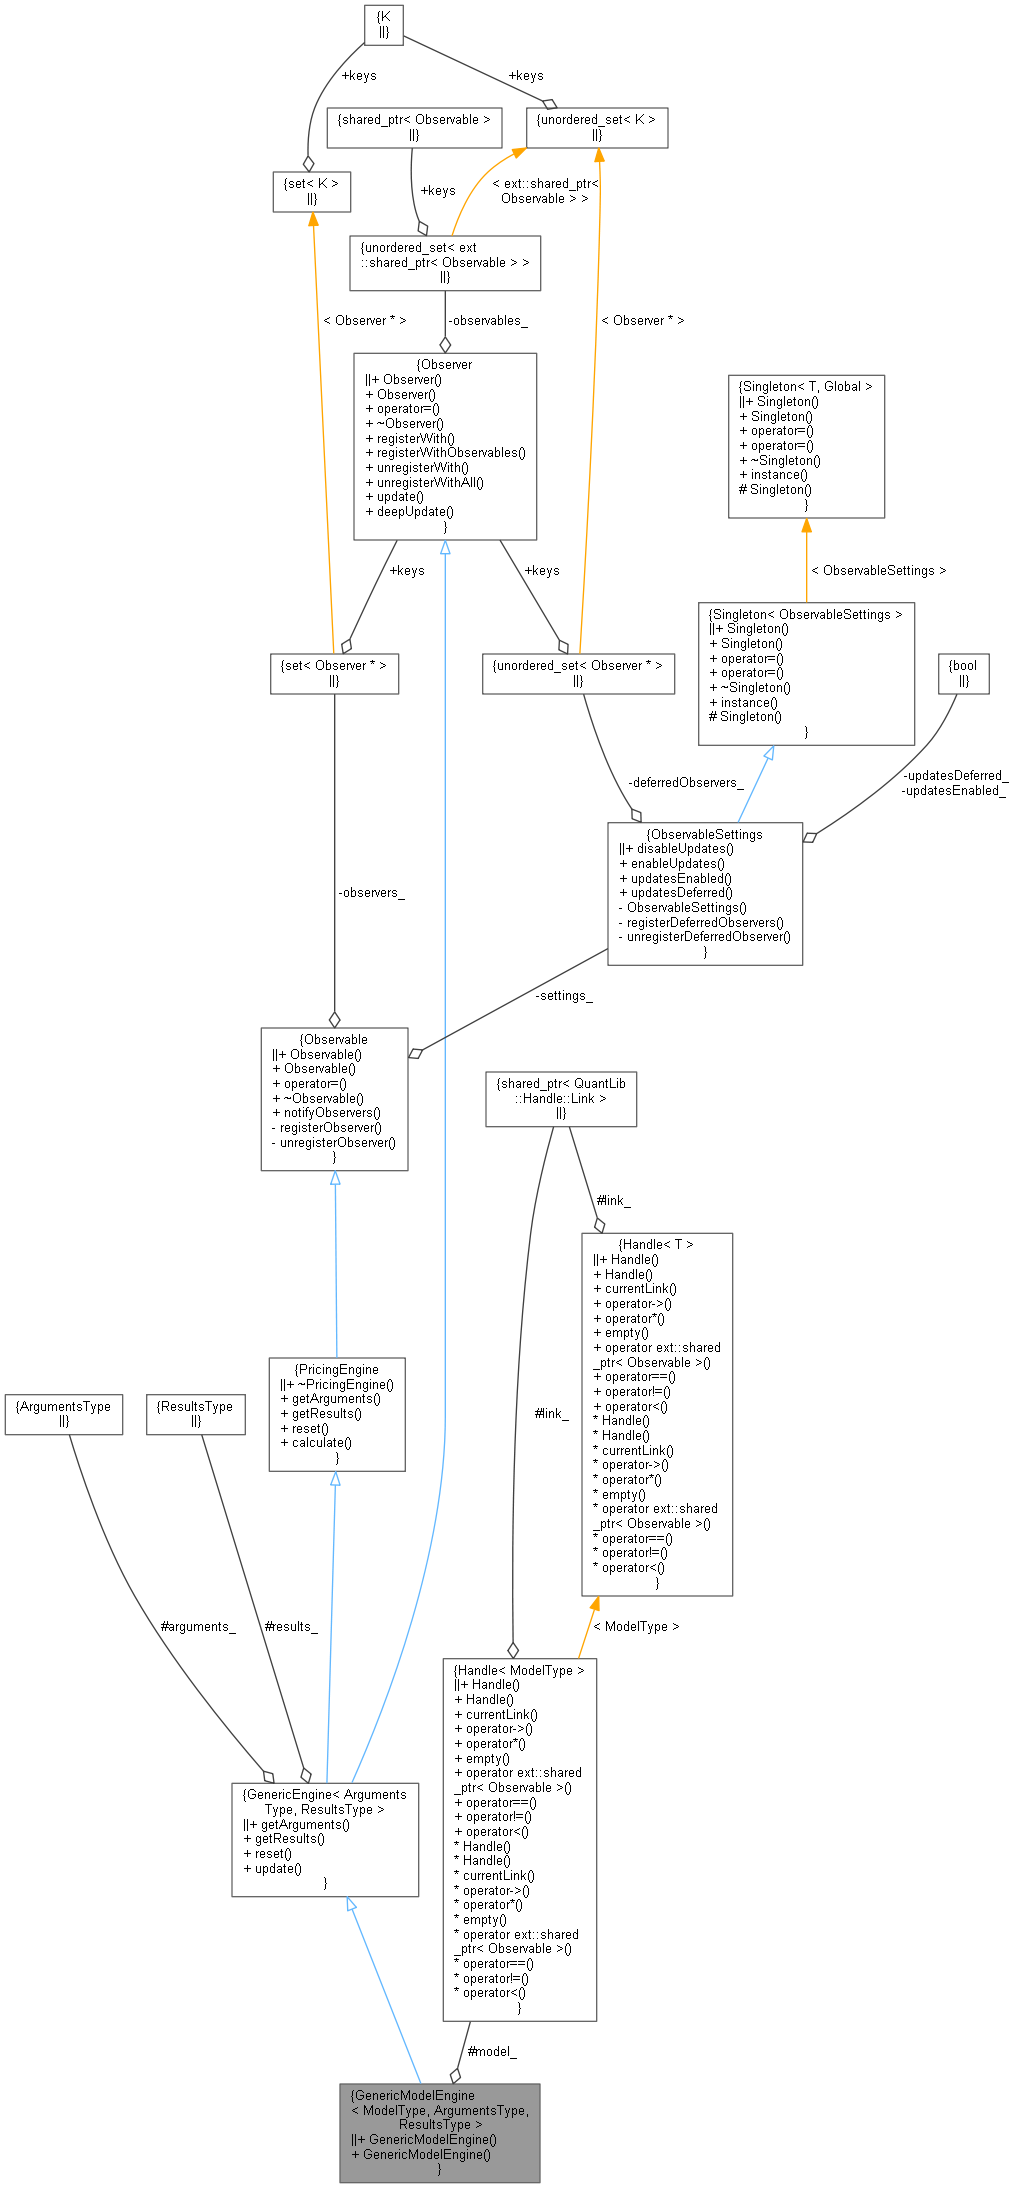 {K
||}
+keys
+keys
{shared_ptr< Observable >
||}
{unordered_set< K >
||}
{set< K >
||}
+keys
< ext::shared_ptr<
Observable > >
{unordered_set< ext
::shared_ptr< Observable > >
||}
< Observer * >
-observables_
< Observer * >
{Observer
||+ Observer()
+ Observer()
+ operator=()
+ ~Observer()
+ registerWith()
+ registerWithObservables()
+ unregisterWith()
+ unregisterWithAll()
+ update()
+ deepUpdate()
}
{Singleton< T, Global >
||+ Singleton()
+ Singleton()
+ operator=()
+ operator=()
+ ~Singleton()
+ instance()
# Singleton()
}
+keys
+keys
< ObservableSettings >
{Singleton< ObservableSettings >
||+ Singleton()
+ Singleton()
+ operator=()
+ operator=()
+ ~Singleton()
+ instance()
# Singleton()
}
{set< Observer * >
||}
{unordered_set< Observer * >
||}
{bool
||}
-deferredObservers_
-updatesDeferred_
-updatesEnabled_
{ObservableSettings
||+ disableUpdates()
+ enableUpdates()
+ updatesEnabled()
+ updatesDeferred()
- ObservableSettings()
- registerDeferredObservers()
- unregisterDeferredObserver()
}
-observers_
-settings_
{Observable
||+ Observable()
+ Observable()
+ operator=()
+ ~Observable()
+ notifyObservers()
- registerObserver()
- unregisterObserver()
}
{shared_ptr< QuantLib
::Handle::Link >
||}
#link_
{Handle< T >
||+ Handle()
+ Handle()
+ currentLink()
+ operator->()
+ operator*()
+ empty()
+ operator ext::shared
_ptr< Observable >()
+ operator==()
+ operator!=()
+ operator<()
* Handle()
* Handle()
* currentLink()
* operator->()
* operator*()
* empty()
* operator ext::shared
_ptr< Observable >()
* operator==()
* operator!=()
* operator<()
}
{PricingEngine
||+ ~PricingEngine()
+ getArguments()
+ getResults()
+ reset()
+ calculate()
}
{ArgumentsType
||}
{ResultsType
||}
#link_
#arguments_
#results_
< ModelType >
{Handle< ModelType >
||+ Handle()
+ Handle()
+ currentLink()
+ operator->()
+ operator*()
+ empty()
+ operator ext::shared
_ptr< Observable >()
+ operator==()
+ operator!=()
+ operator<()
* Handle()
* Handle()
* currentLink()
* operator->()
* operator*()
* empty()
* operator ext::shared
_ptr< Observable >()
* operator==()
* operator!=()
* operator<()
}
{GenericEngine< Arguments
Type, ResultsType >
||+ getArguments()
+ getResults()
+ reset()
+ update()
}
#model_
{GenericModelEngine
< ModelType, ArgumentsType,
ResultsType >
||+ GenericModelEngine()
+ GenericModelEngine()
}